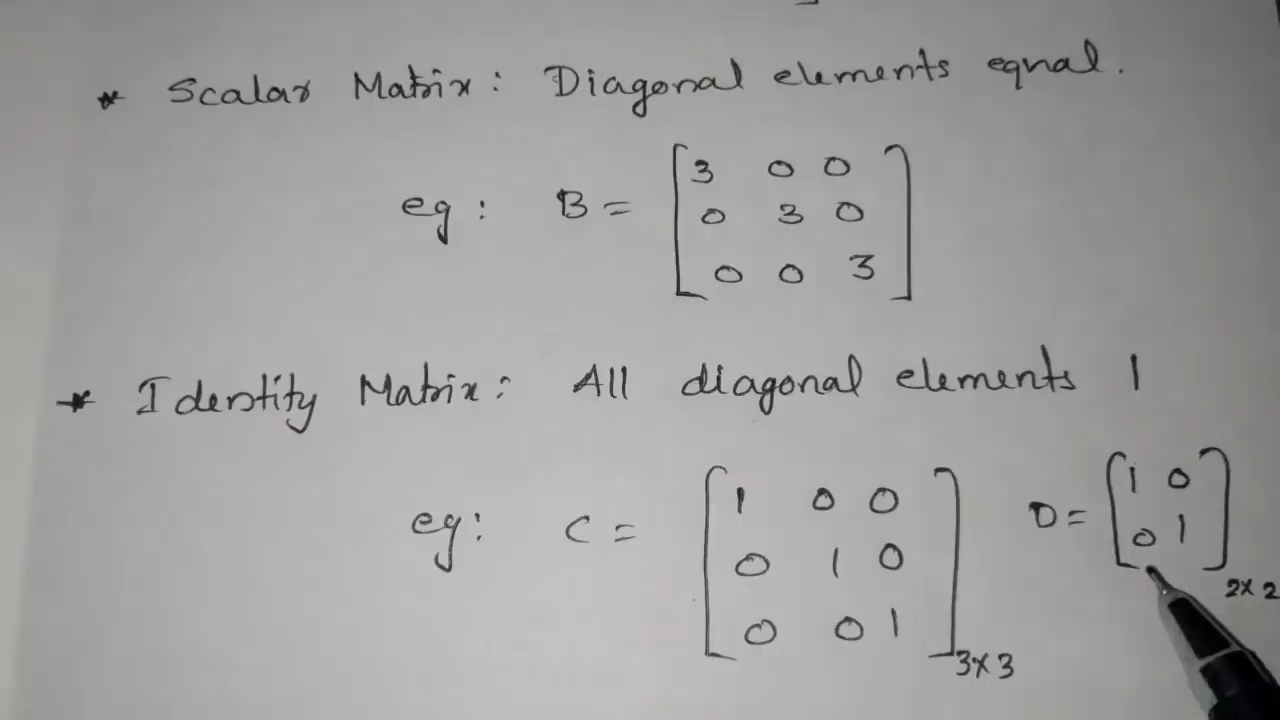 * Scalar Matrix: Diagonal elements equal.
eg: B = [3 0 0
0 3 0
0 0 3]
* Identity Matrix: All diagonal elements 1
eg: C = [1 0 0
0 1 0
0 0 1] 3×3
D = [1 0
0 1] 2×2